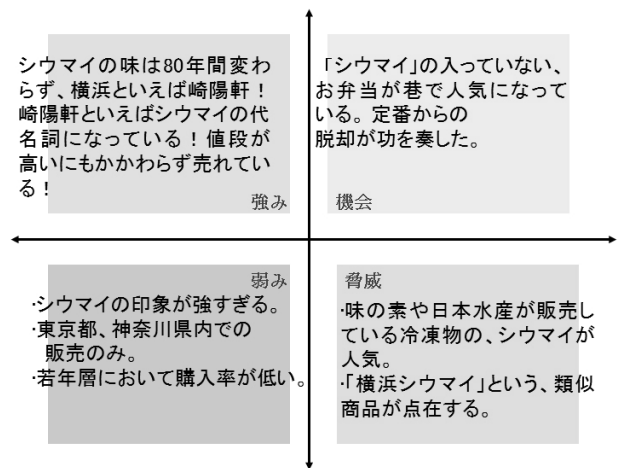 シウマイの味は80年間変わ
らず、横浜といえば崎陽軒！
崎陽軒といえばシウマイの代
名詞になっている！値段が
高いにもかかわらず売れてい
る！
強み
「シウマイ」の入っていない、
お弁当が巷で人気になって
いる。定番からの
脱却が功を奏した。
機会
弱み
・シウマイの印象が強すぎる。
・東京都、神奈川県内での
販売のみ。
・若年層において購入率が低い。
脅威
・味の素や日本水産が販売し
ている冷凍物の、シウマイが
人気。
・「横浜シウマイ」という、類似
商品が点在する。